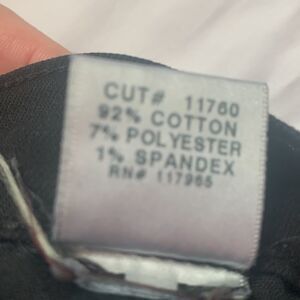 CUT# 11760
92% COTTON
7% POLYESTER
1% SPANDEX
RN# 117965